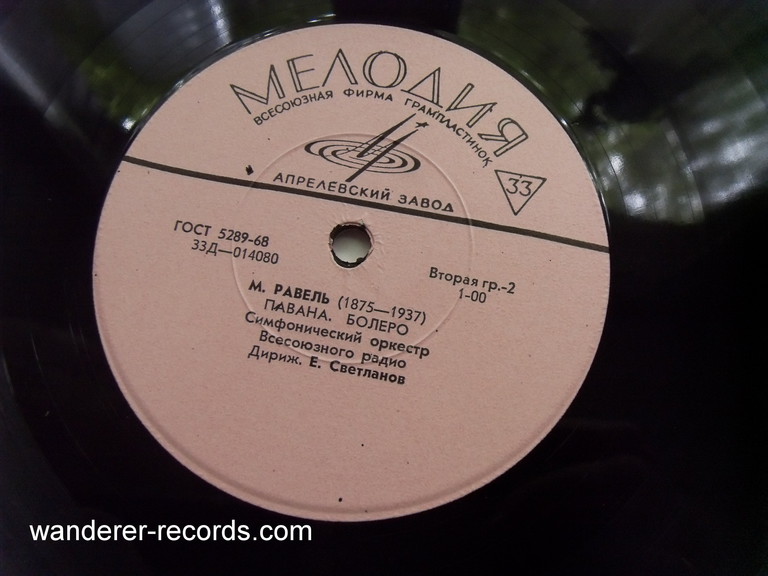 МЕЛОДИЯ
ВСЕСОЮЗНАЯ ФИРМА ГРАМПЛАСТИНОК
33
АПРЕЛЕВСКИЙ ЗАВОД
ГОСТ 5289-68
33Д—014080
Вторая гр.-2
1-00
М. РАВЕЛЬ (1875—1937)
ПАВАНА. БОЛЕРО
Симфонический оркестр
Всесоюзного радио
Дириж. Е. Светланов
wanderer-records.com